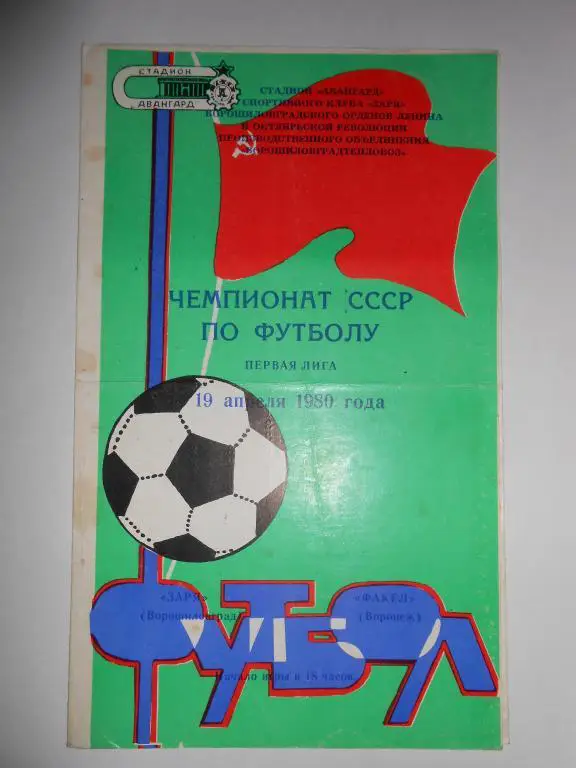 СТАДИОН
АВАНГАРД
СТАДИОН «АВАНГАРД»
СПОРТИВНОГО КЛУБА «ЗАРЯ»
ВОРОШИЛОВГРАДСКОГО ОРДЕНОВ ЛЕНИНА
И ОКТЯБРЬСКОЙ РЕВОЛЮЦИИ
ПРОИЗВОДСТВЕННОГО ОБЪЕДИНЕНИЯ
«ВОРОШИЛОВГРАДТЕПЛОВОЗ»
ЧЕМПИОНАТ СССР
ПО ФУТБОЛУ
ПЕРВАЯ ЛИГА
19 апреля 1980 года
«ЗАРЯ» «ФАКЕЛ»
(Ворошиловград) (Воронеж)
ФУТБОЛ
Начало игры в 18 часов.